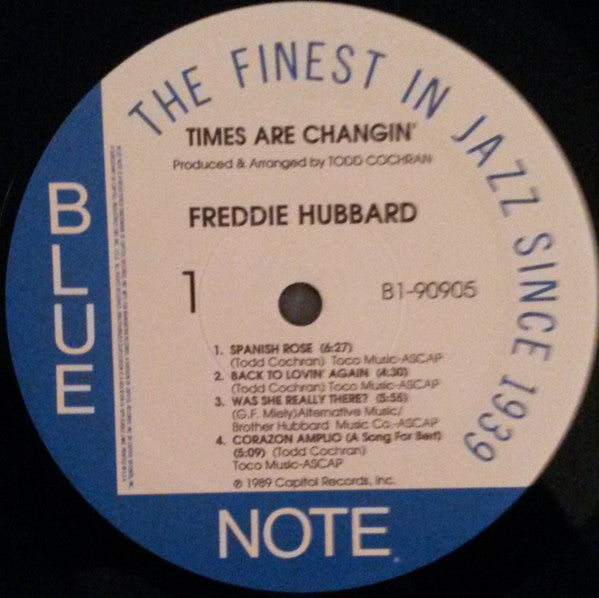 THE FINEST IN JAZZ SINCE 1939
TIMES ARE CHANGIN'
Produced & Arranged by TODD COCHRAN
FREDDIE HUBBARD
1
B1-90905
1. SPANISH ROSE (6:27)
(Todd Cochran) Toco Music-ASCAP
2. BACK TO LOVIN' AGAIN (4:30)
(Todd Cochran) Toco Music-ASCAP
3. WAS SHE REALLY THERE? (5:55)
(G.F. Miely)Alternative Music/
Brother Hubbard Music Co.-ASCAP
4. CORAZON AMPLIO (A Song For Bert)
(5:09) (Todd Cochran)
Toco Music-ASCAP
℗ 1989 Capitol Records, Inc.
BLUE
NOTE